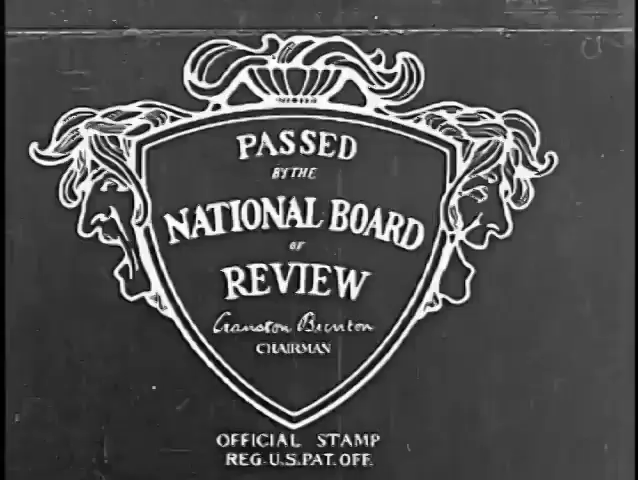 PASSED
BY THE
NATIONAL BOARD
OF
REVIEW
Cranston Brenton
CHAIRMAN
OFFICIAL STAMP
REG. U.S. PAT. OFF.